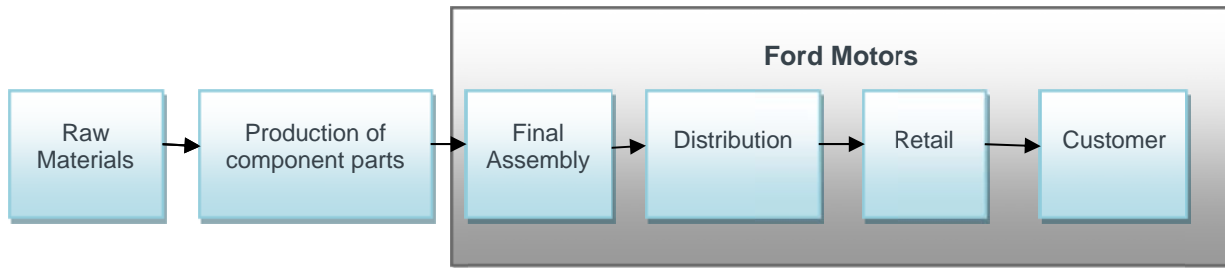 Ford Motors
Raw
Materials
Production of
component parts
Final
Assembly
Distribution
Retail
Customer